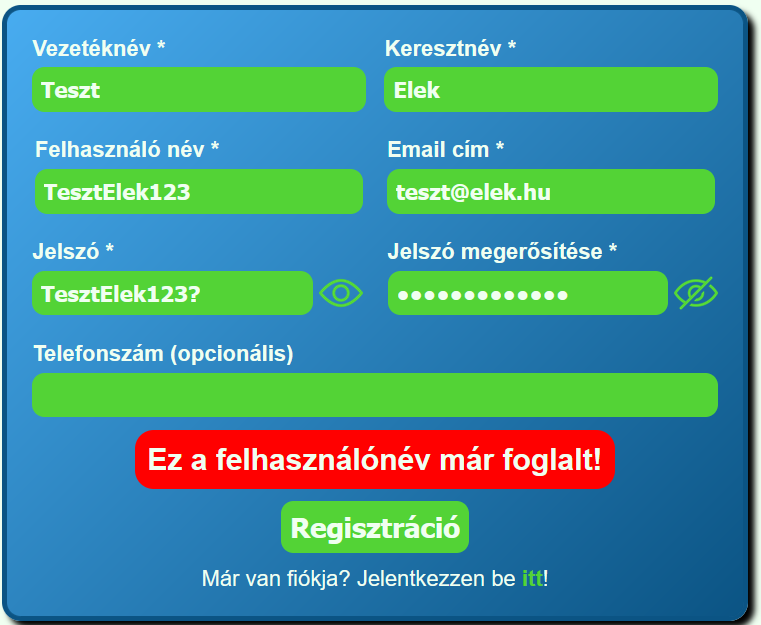 Vezetéknév * Keresztnév *
Teszt Elek
Felhasználó név * Email cím *
TesztElek123 teszt@elek.hu
Jelszó * Jelszó megerősítése *
TesztElek123? •••••••••••••
Telefonszám (opcionális)
Ez a felhasználónév már foglalt!
Regisztráció
Már van fiókja? Jelentkezzen be itt!